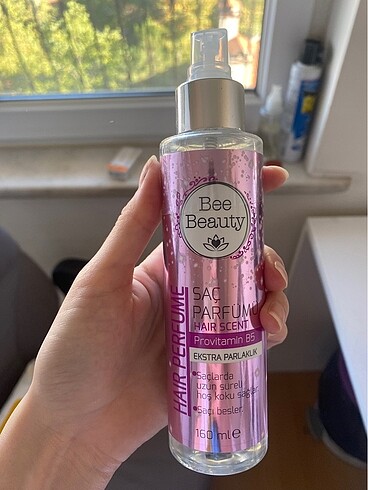 Bee
Beauty
HAIR PERFUME
SAÇ
PARFÜMÜ
HAIR SCENT
Provitamin B5
EKSTRA PARLAKLIK
•Saçlarda
uzun süreli
hoş koku sağlar.
•Saçı besler.
160 ml e